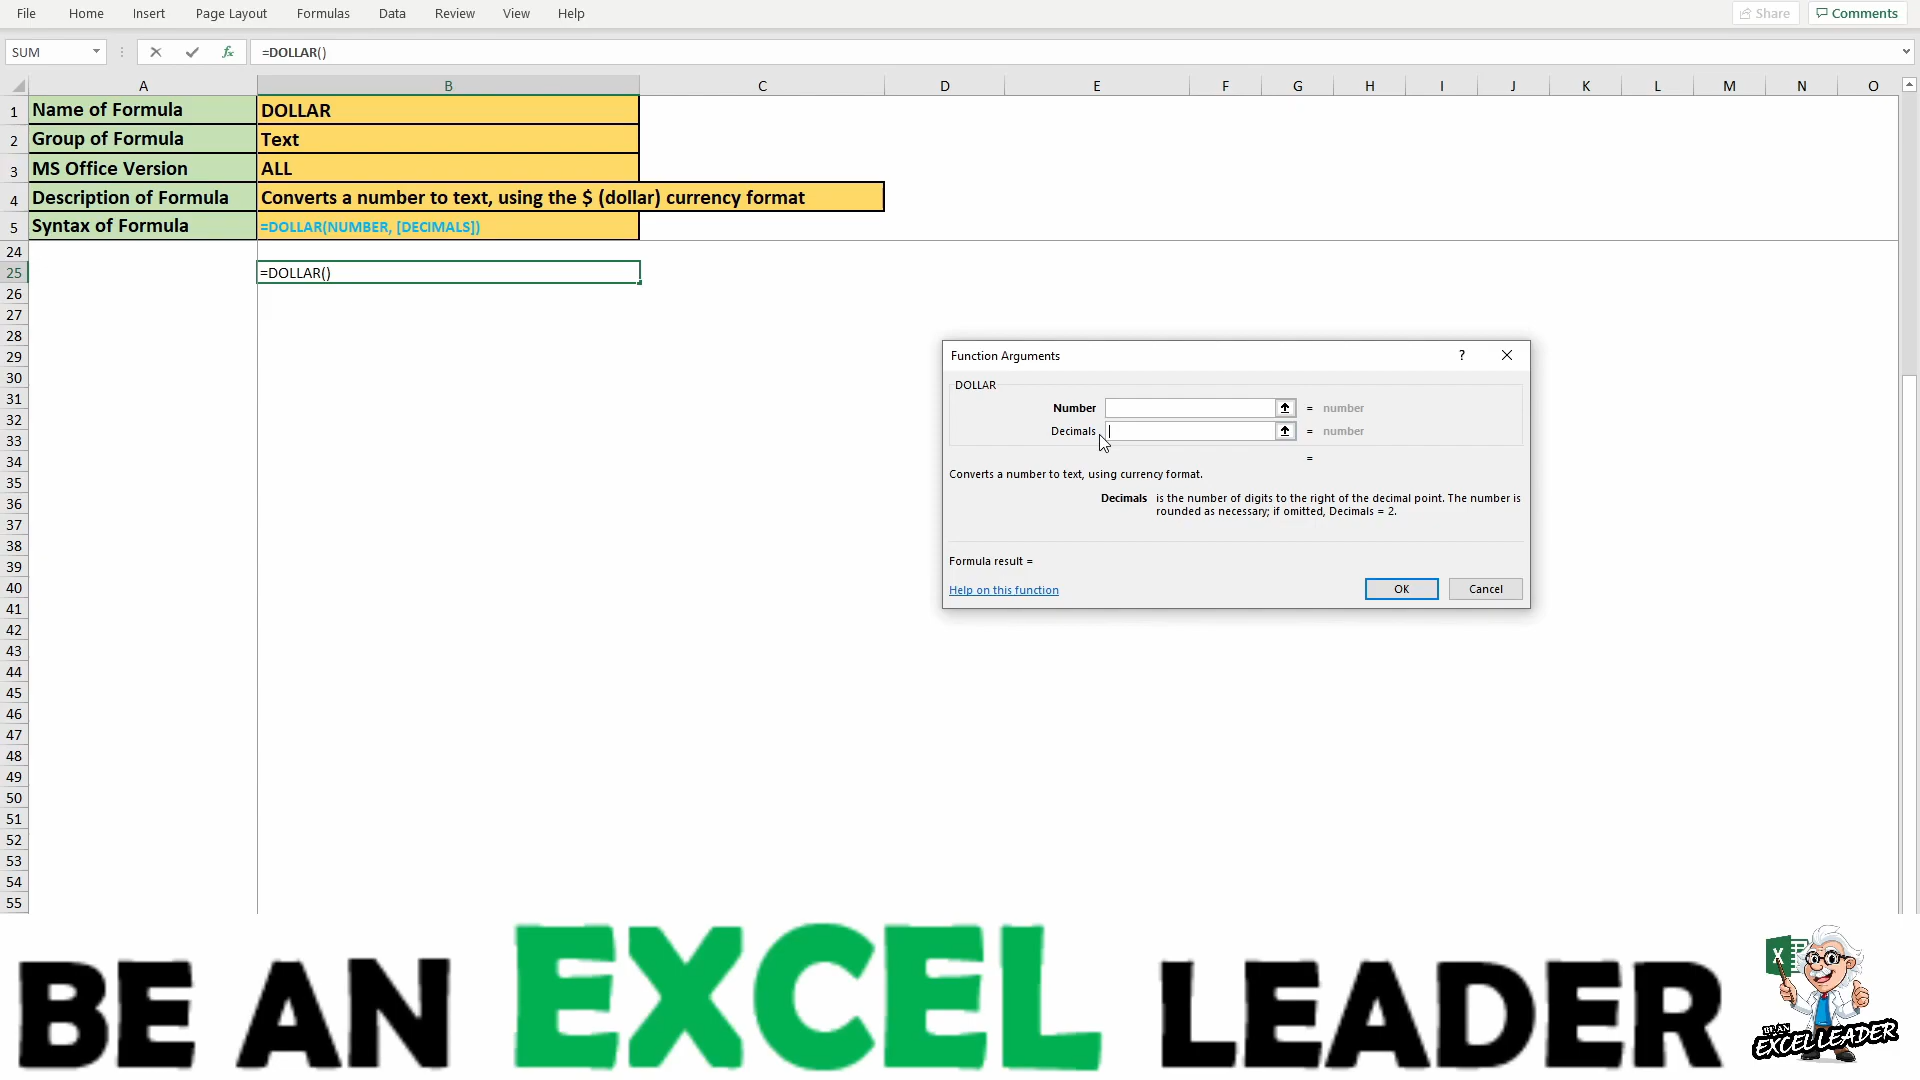 File Home Insert Page Layout Formulas Data Review View Help Share Comments
SUM =DOLLAR()
A B C D E F G H I J K L M N O
1 Name of Formula DOLLAR
2 Group of Formula Text
3 MS Office Version ALL
4 Description of Formula Converts a number to text, using the $ (dollar) currency format
5 Syntax of Formula =DOLLAR(NUMBER, [DECIMALS])
24
25 =DOLLAR()
26
27
28
29
30
31
32
33
34
35
36
37
38
39
40
41
42
43
44
45
46
47
48
49
50
51
52
53
54
55
Function Arguments ?
DOLLAR
Number = number
Decimals = number
=
Converts a number to text, using currency format.
Decimals is the number of digits to the right of the decimal point. The number is
rounded as necessary; if omitted, Decimals = 2.
Formula result =
Help on this function OK Cancel
BE AN EXCEL LEADER
X
BE AN
EXCEL LEADER